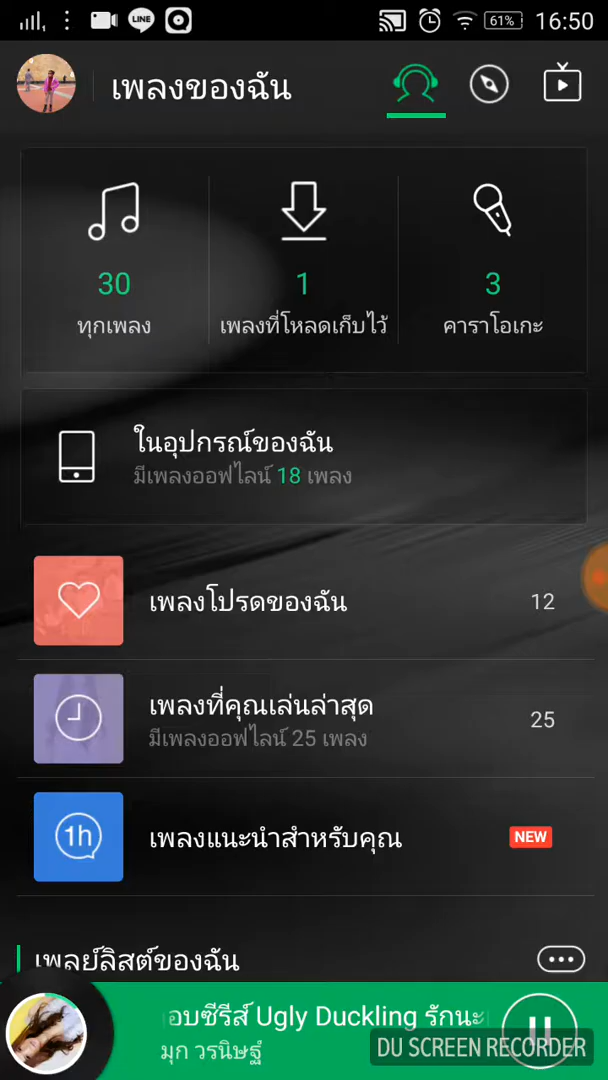 LINE
61%
16:50
เพลงของฉัน
30
ทุกเพลง
1
เพลงที่โหลดเก็บไว้
3
คาราโอเกะ
ในอุปกรณ์ของฉัน
มีเพลงออฟไลน์ 18 เพลง
เพลงโปรดของฉัน
12
เพลงที่คุณเล่นล่าสุด
มีเพลงออฟไลน์ 25 เพลง
25
1h
เพลงแนะนำสำหรับคุณ
NEW
เพลย์ลิสต์ของฉัน
อบซีรีส์ Ugly Duckling รักนะ
มุก วรนิษฐ์
DU SCREEN RECORDER